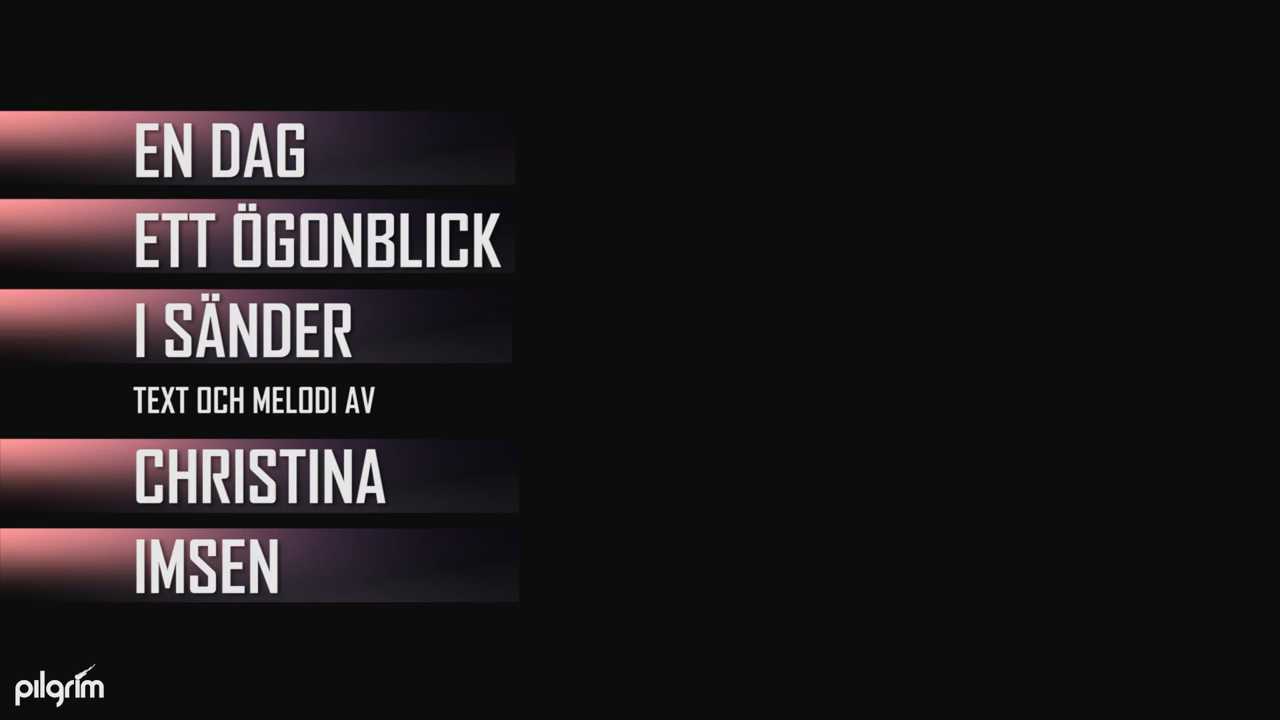 EN DAG
ETT ÖGONBLICK
I SÄNDER
TEXT OCH MELODI AV
CHRISTINA
IMSEN
pilgrim